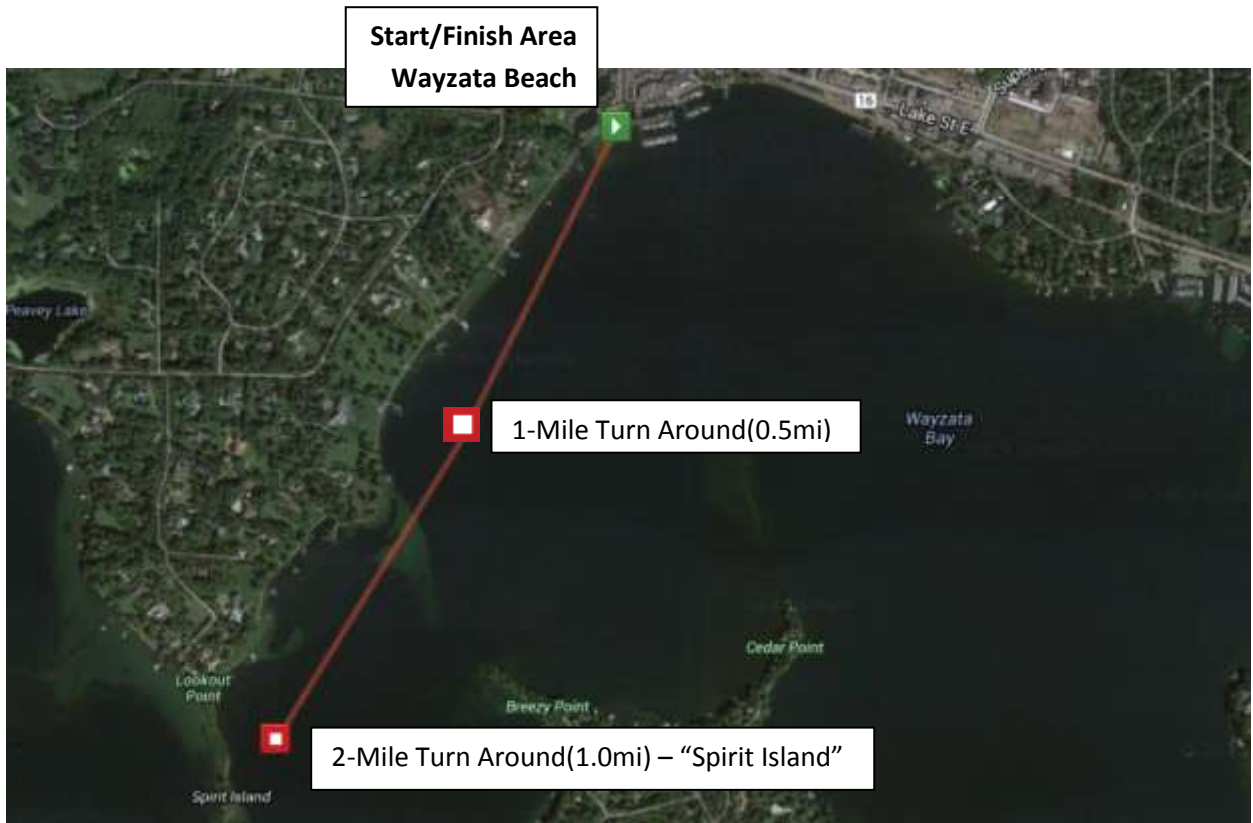 Start/Finish Area
Wayzata Beach
16
Lake St E
Super
Peavey Lake
1-Mile Turn Around(0.5mi)
Wayzata
Bay
Cedar Point
Lookout
Point
Breezy Point
2-Mile Turn Around(1.0mi) – “Spirit Island”
Spirit Island